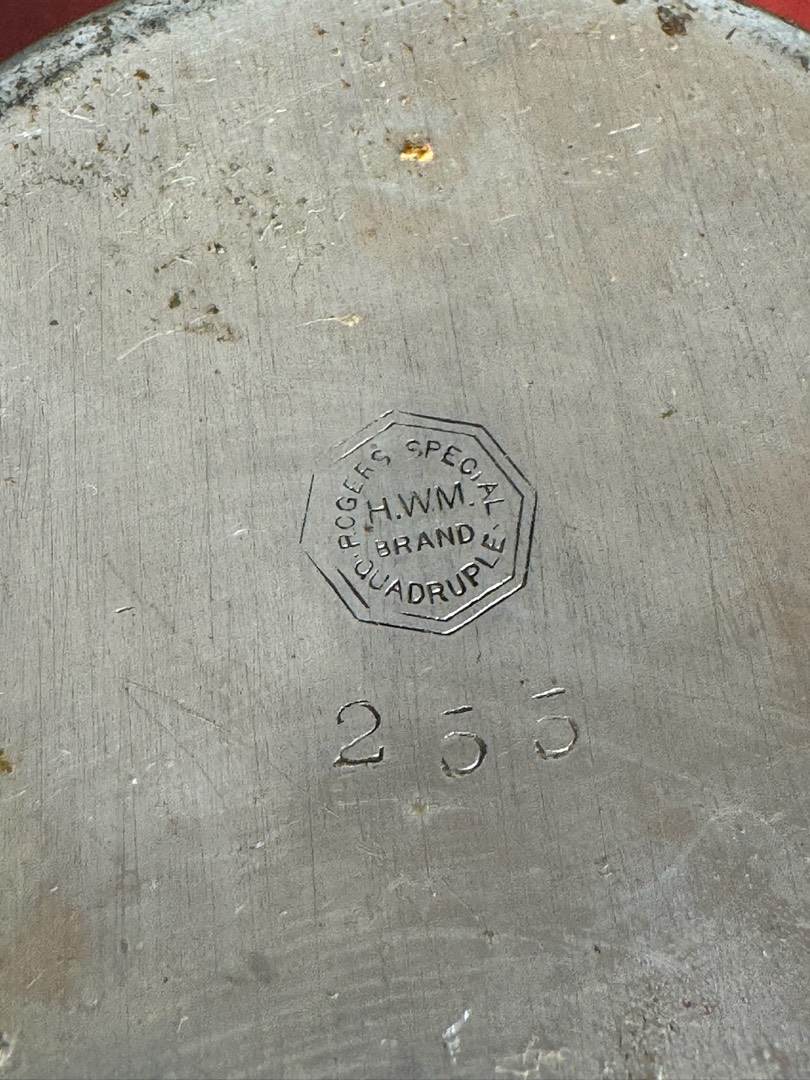 ROGERS SPECIAL
H.W.M.
BRAND
QUADRUPLE
255